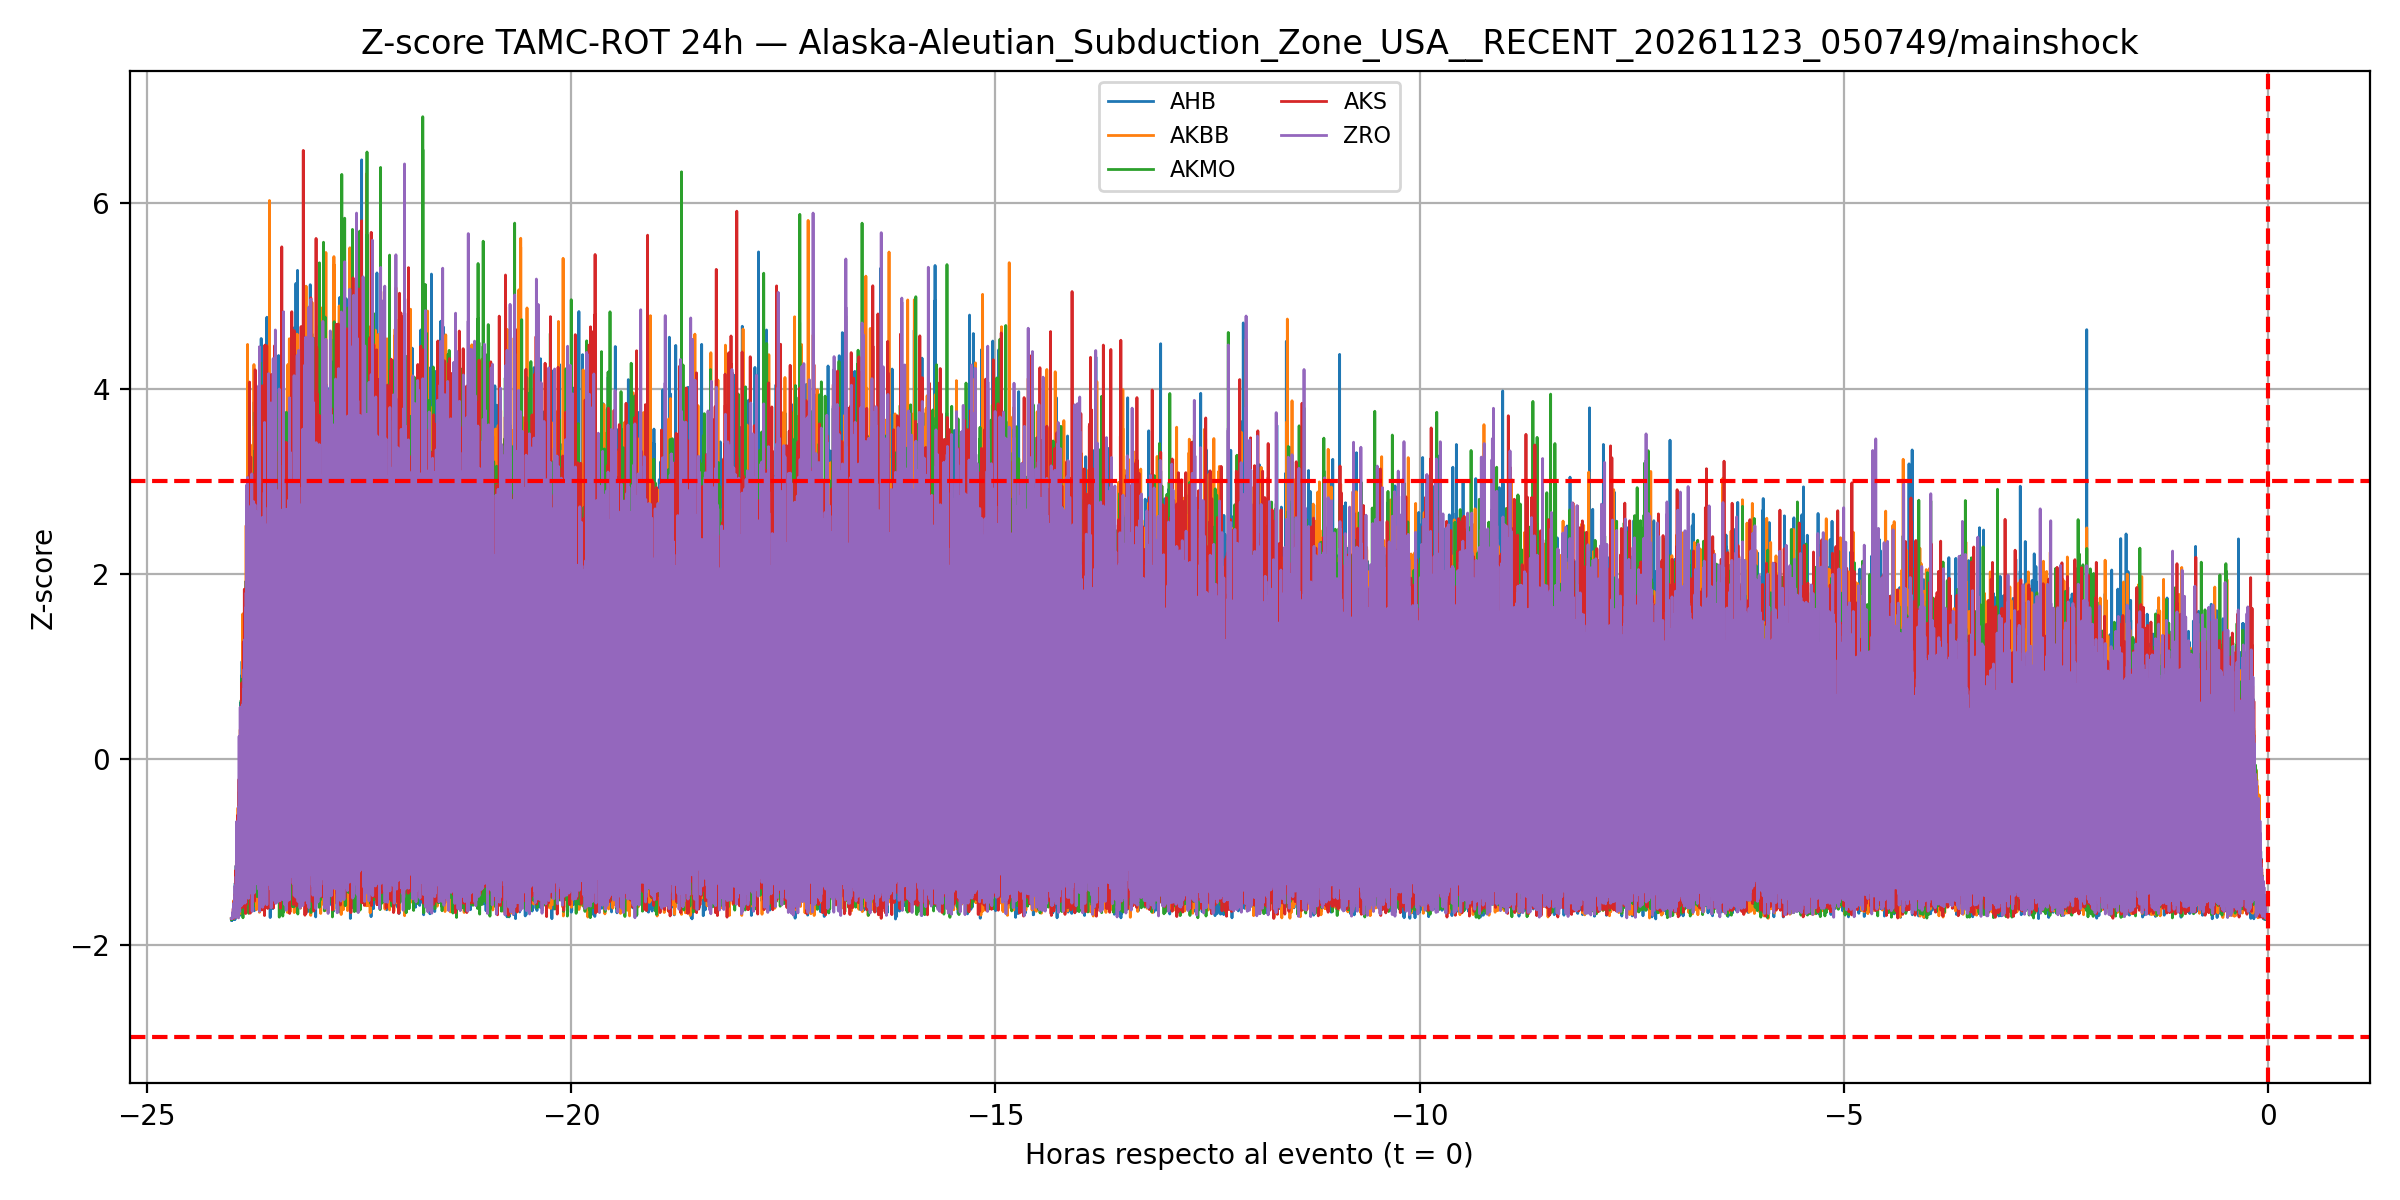 Z-score TAMC-ROT 24h — Alaska-Aleutian_Subduction_Zone_USA__RECENT_20261123_050749/mainshock
AHB
AKBB
AKMO
AKS
ZRO
Z-score
6
4
2
0
−2
−25
−20
−15
−10
−5
0
Horas respecto al evento (t = 0)